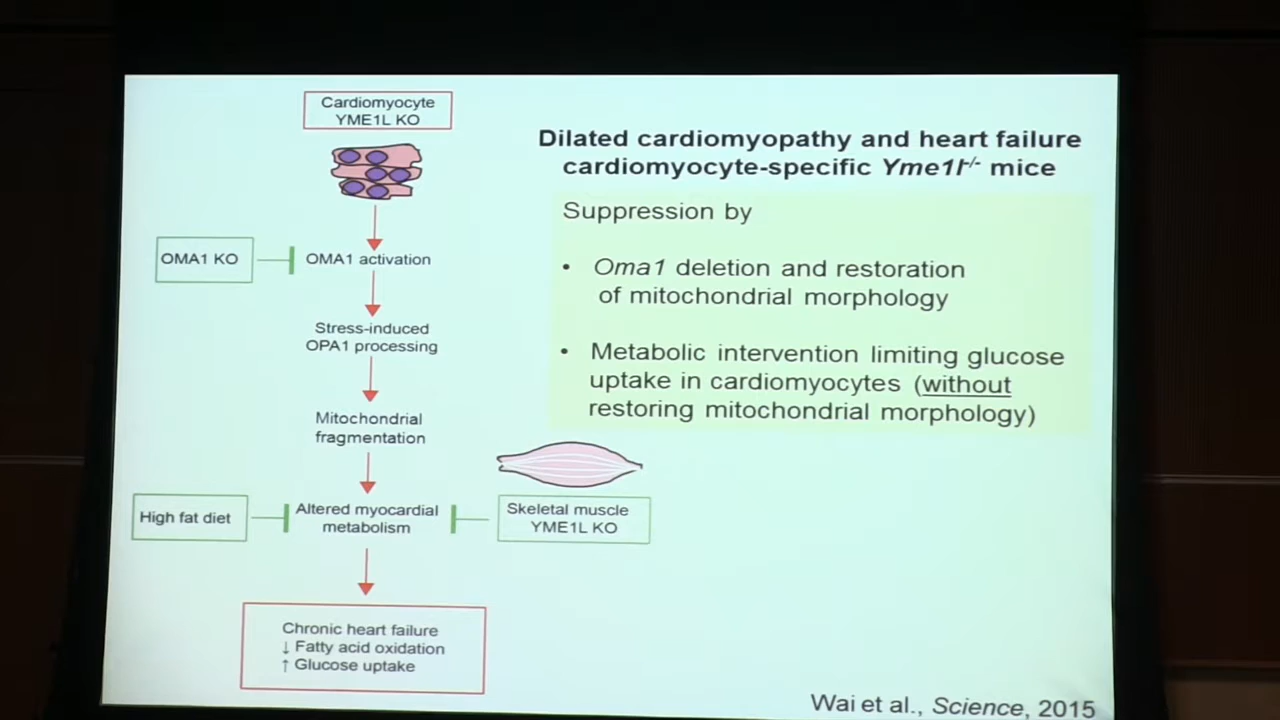 Cardiomyocyte
YME1L KO
Dilated cardiomyopathy and heart failure
cardiomyocyte-specific Yme1l-/- mice
Suppression by
OMA1 KO
OMA1 activation
• Oma1 deletion and restoration
of mitochondrial morphology
Stress-induced
OPA1 processing
• Metabolic intervention limiting glucose
uptake in cardiomyocytes (without
restoring mitochondrial morphology)
Mitochondrial
fragmentation
High fat diet
Altered myocardial
metabolism
Skeletal muscle
YME1L KO
Chronic heart failure
↓ Fatty acid oxidation
↑ Glucose uptake
Wai et al., Science, 2015